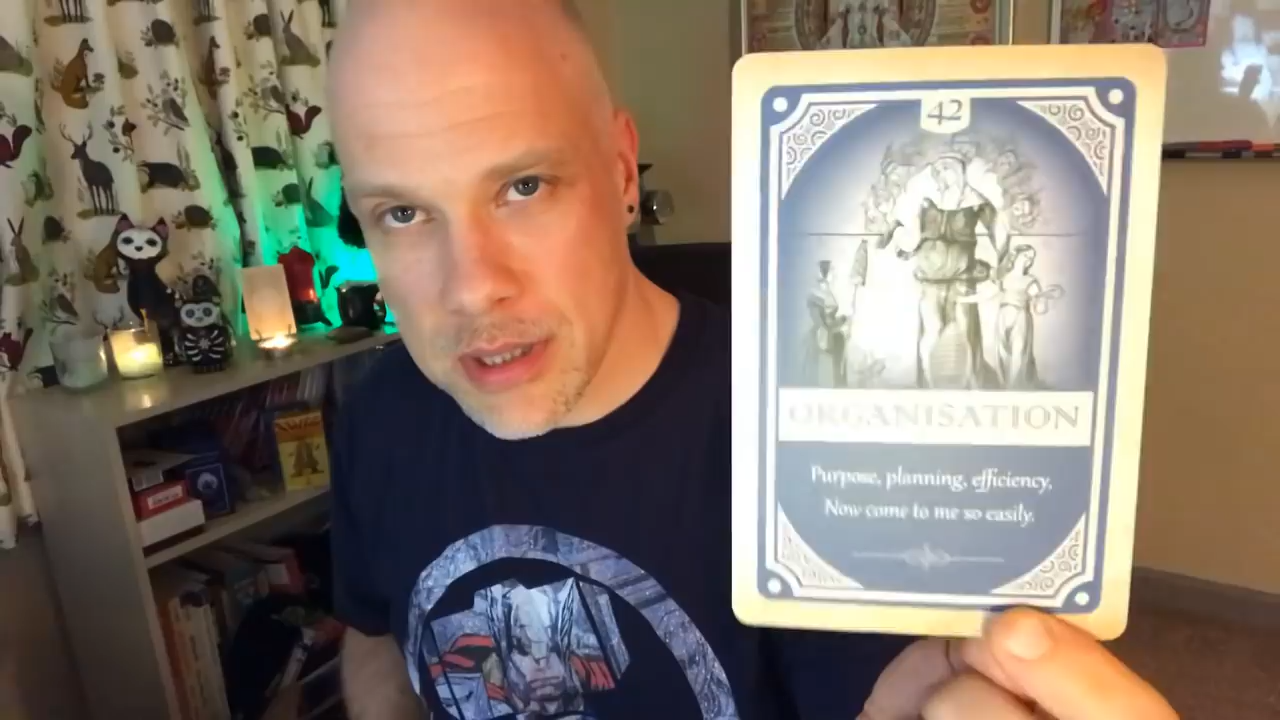 42
ORGANISATION
Purpose, planning, efficiency,
Now come to me so easily.